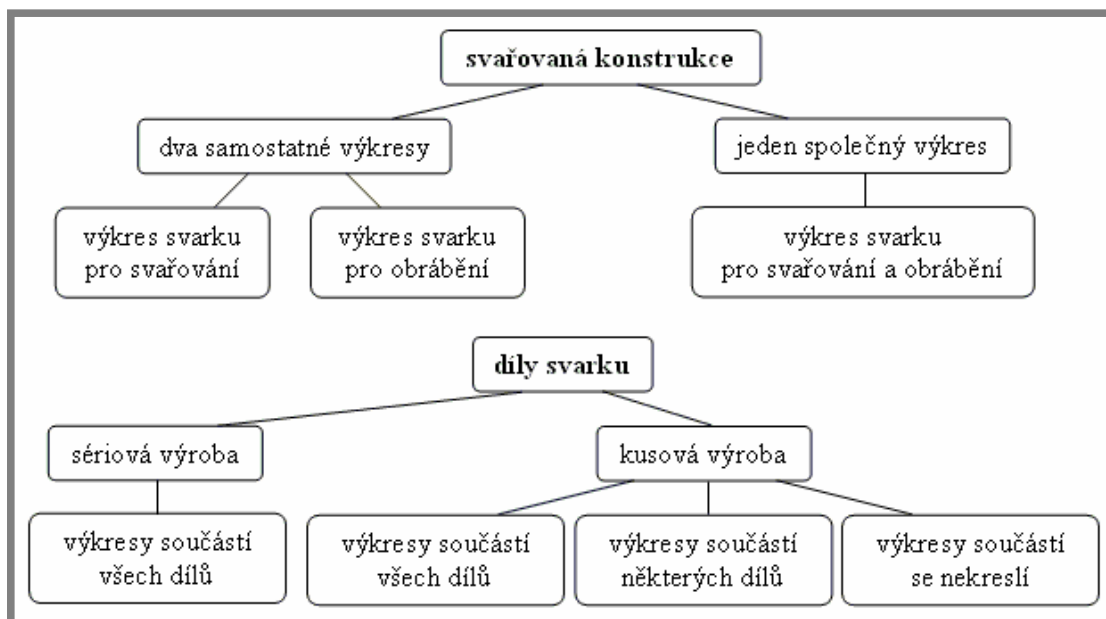 svařovaná konstrukce
dva samostatné výkresy
jeden společný výkres
výkres svarku
pro svařování
výkres svarku
pro obrábění
výkres svarku
pro svařování a obrábění
díly svarku
sériová výroba
kusová výroba
výkresy součástí
všech dílů
výkresy součástí
všech dílů
výkresy součástí
některých dílů
výkresy součástí
se nekreslí